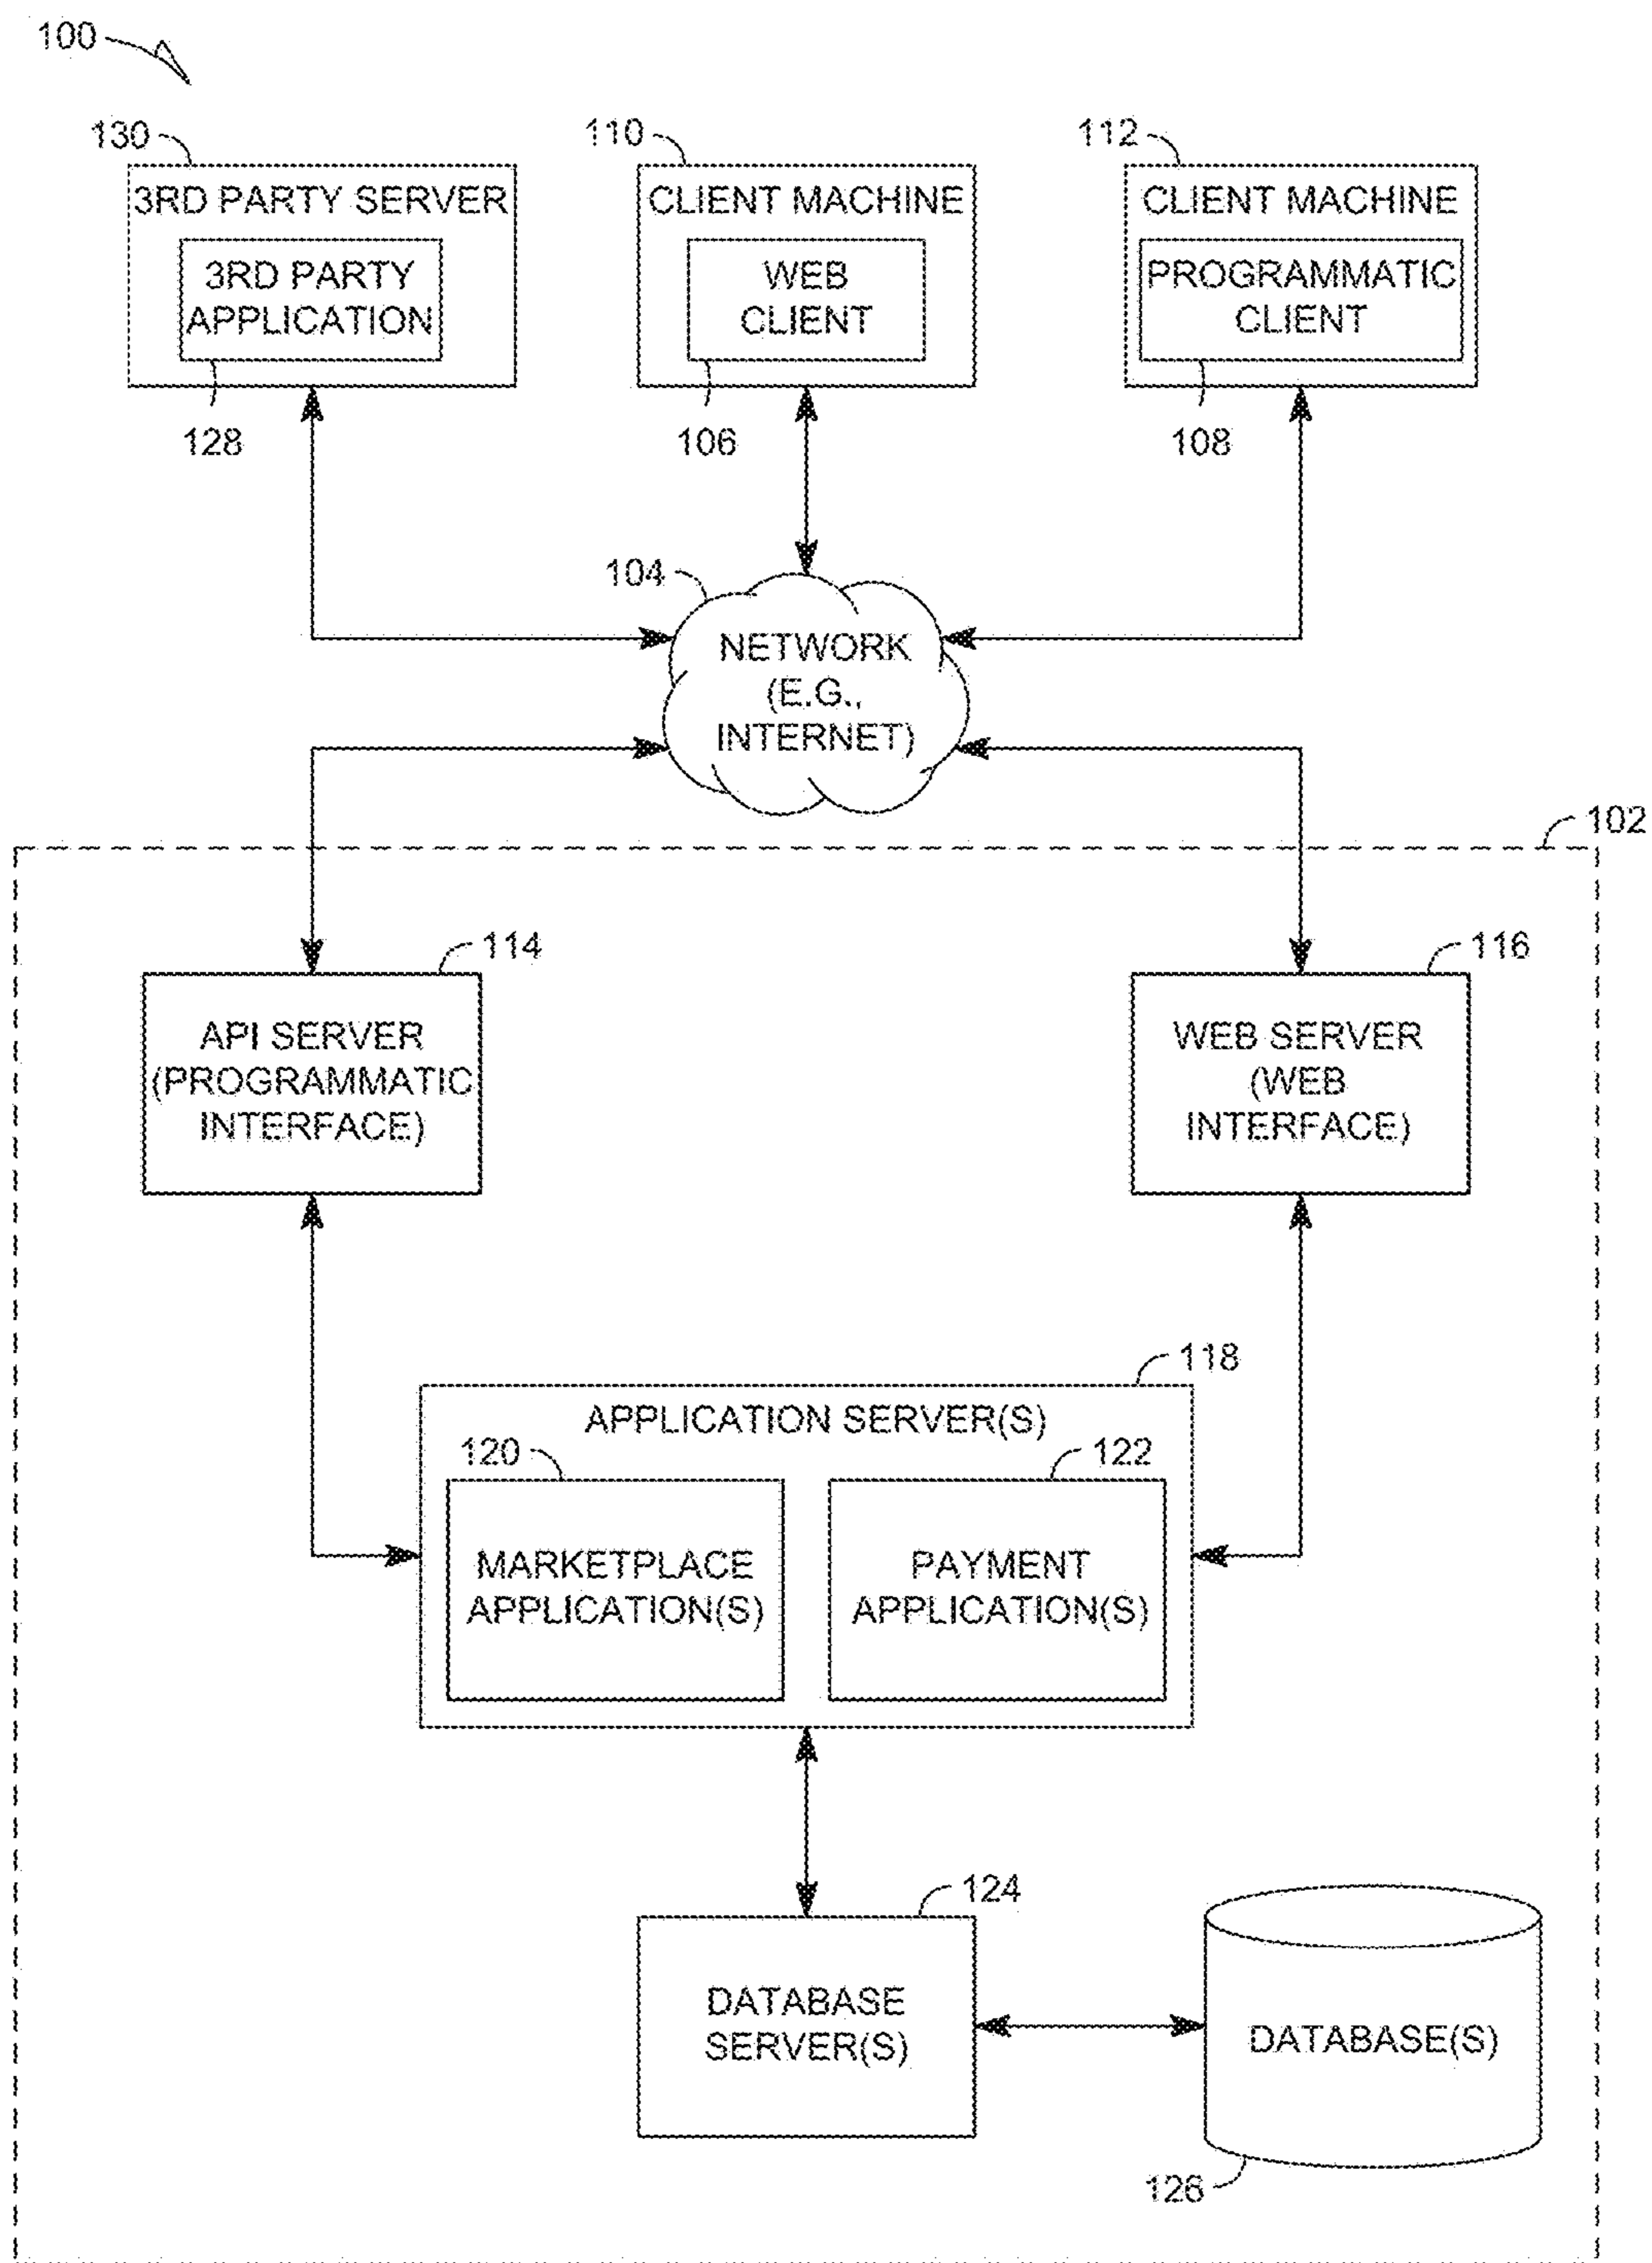 100
130
110
112
3RD PARTY SERVER
CLIENT MACHINE
CLIENT MACHINE
3RD PARTY
APPLICATION
WEB
CLIENT
PROGRAMMATIC
CLIENT
128
106
108
104
NETWORK
(E.G.,
INTERNET)
102
114
116
API SERVER
(PROGRAMMATIC
INTERFACE)
WEB SERVER
(WEB
INTERFACE)
118
APPLICATION SERVER(S)
120
122
MARKETPLACE
APPLICATION(S)
PAYMENT
APPLICATION(S)
124
DATABASE
SERVER(S)
DATABASE(S)
126